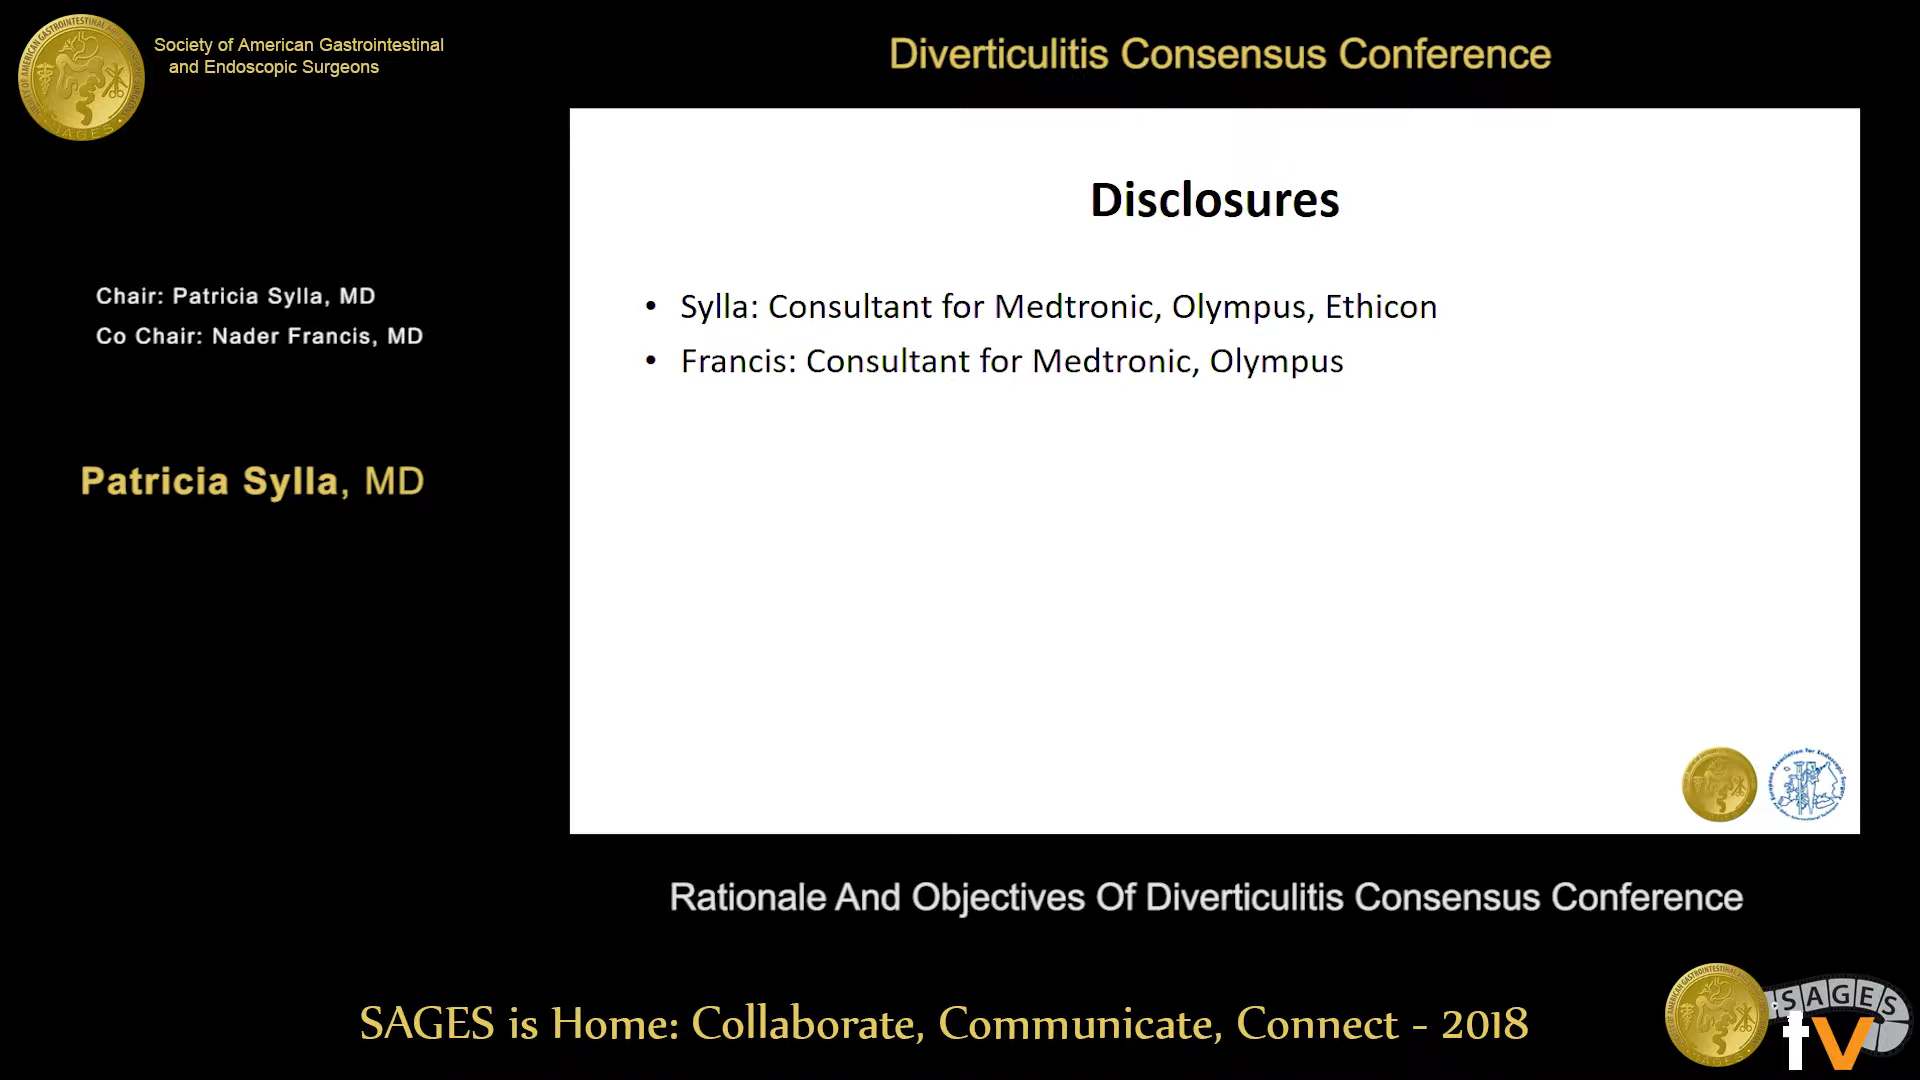 Society of American Gastrointestinal
and Endoscopic Surgeons
Diverticulitis Consensus Conference
Chair: Patricia Sylla, MD
Co Chair: Nader Francis, MD
Patricia Sylla, MD
Disclosures
• Sylla: Consultant for Medtronic, Olympus, Ethicon
• Francis: Consultant for Medtronic, Olympus
Rationale And Objectives Of Diverticulitis Consensus Conference
SAGES is Home: Collaborate, Communicate, Connect - 2018
SAGES
tv